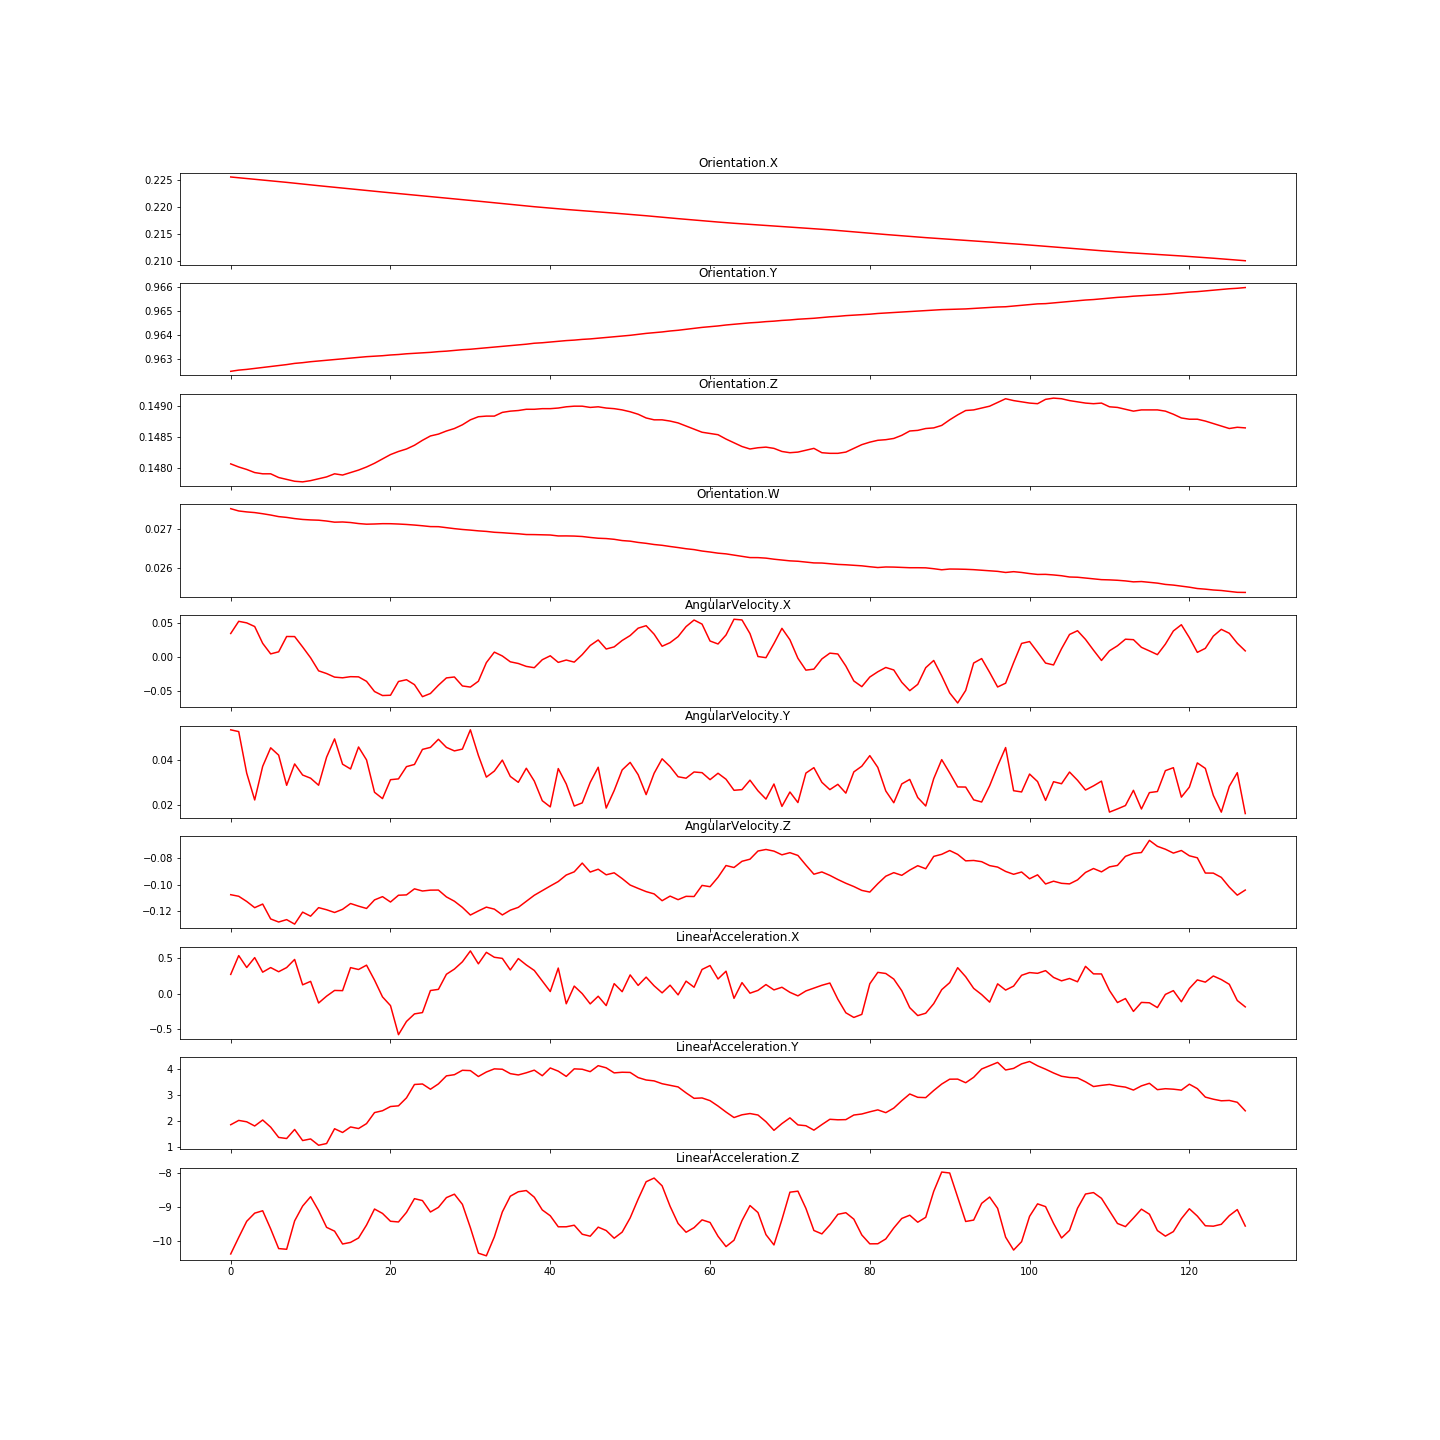 Orientation.X
0.225
0.220
0.215
0.210
Orientation.Y
0.966
0.965
0.964
0.963
Orientation.Z
0.1490
0.1485
0.1480
Orientation.W
0.027
0.026
AngularVelocity.X
0.05
0.00
−0.05
AngularVelocity.Y
0.04
0.02
AngularVelocity.Z
−0.08
−0.10
−0.12
LinearAcceleration.X
0.5
0.0
−0.5
LinearAcceleration.Y
4
3
2
1
LinearAcceleration.Z
−8
−9
−10
0 20 40 60 80 100 120